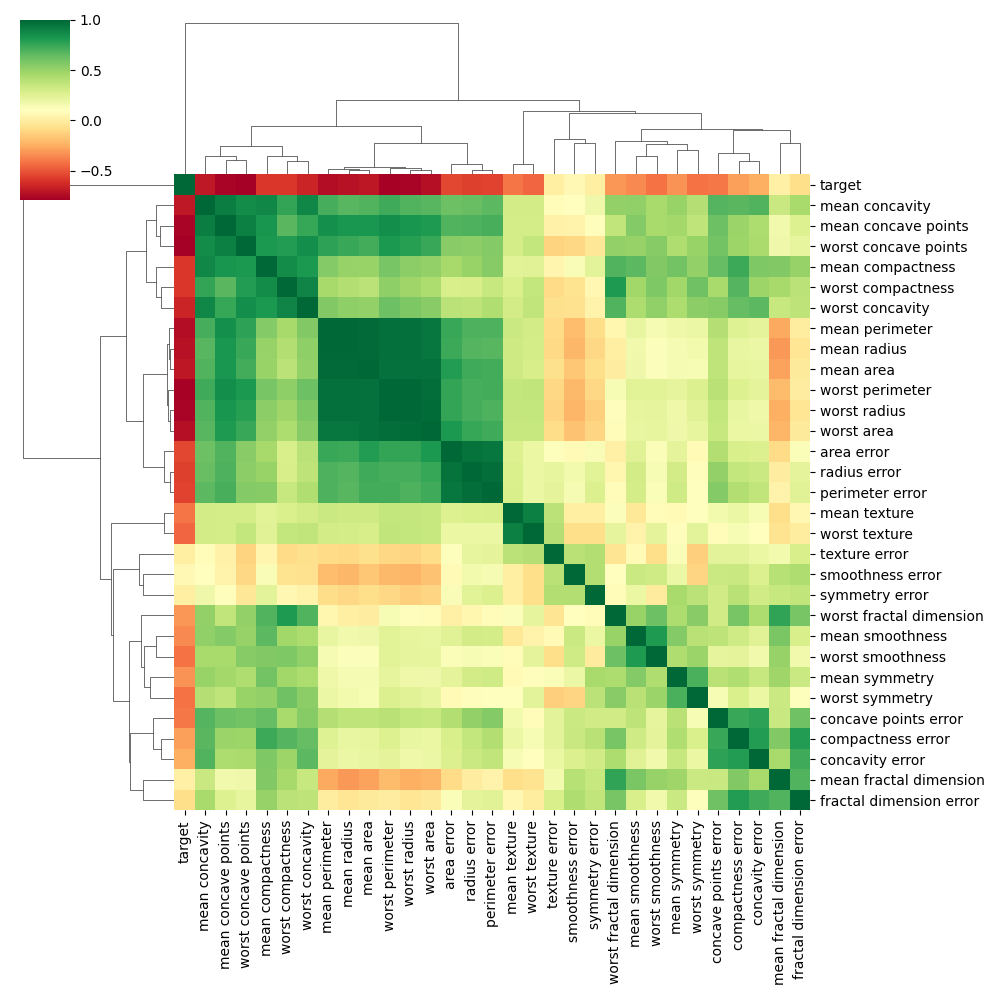 1.0
0.5
0.0
−0.5
target
mean concavity
mean concave points
worst concave points
mean compactness
worst compactness
worst concavity
mean perimeter
mean radius
mean area
worst perimeter
worst radius
worst area
area error
radius error
perimeter error
mean texture
worst texture
texture error
smoothness error
symmetry error
worst fractal dimension
mean smoothness
worst smoothness
mean symmetry
worst symmetry
concave points error
compactness error
concavity error
mean fractal dimension
fractal dimension error
target
mean concavity
mean concave points
worst concave points
mean compactness
worst compactness
worst concavity
mean perimeter
mean radius
mean area
worst perimeter
worst radius
worst area
area error
radius error
perimeter error
mean texture
worst texture
texture error
smoothness error
symmetry error
worst fractal dimension
mean smoothness
worst smoothness
mean symmetry
worst symmetry
concave points error
compactness error
concavity error
mean fractal dimension
fractal dimension error